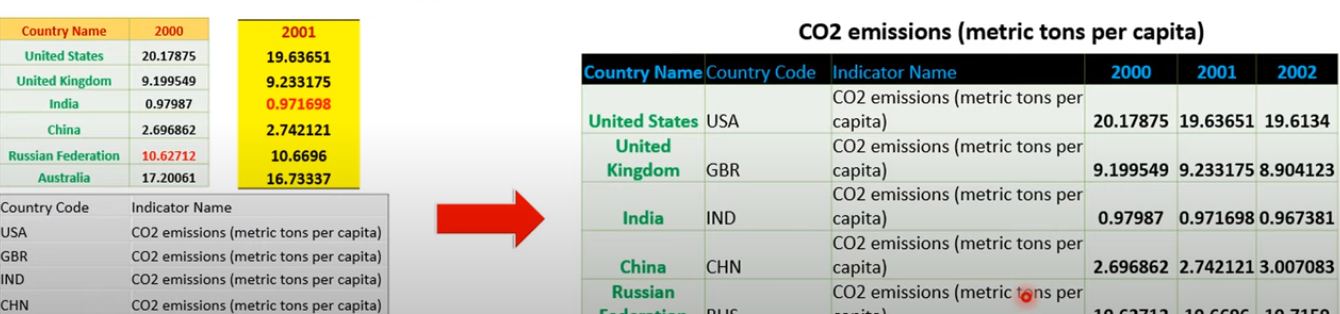 Country Name 2000
United States 20.17875
United Kingdom 9.199549
India 0.97987
China 2.696862
Russian Federation 10.62712
Australia 17.20061
2001
19.63651
9.233175
0.971698
2.742121
10.6696
16.73337
Country Code Indicator Name
USA CO2 emissions (metric tons per capita)
GBR CO2 emissions (metric tons per capita)
IND CO2 emissions (metric tons per capita)
CHN CO2 emissions (metric tons per capita)
CO2 emissions (metric tons per capita)
Country Name Country Code Indicator Name 2000 2001 2002
CO2 emissions (metric tons per
United States USA capita) 20.17875 19.63651 19.6134
United CO2 emissions (metric tons per
Kingdom GBR capita) 9.199549 9.233175 8.904123
CO2 emissions (metric tons per
India IND capita) 0.97987 0.971698 0.967381
CO2 emissions (metric tons per
China CHN capita) 2.696862 2.742121 3.007083
Russian CO2 emissions (metric tons per